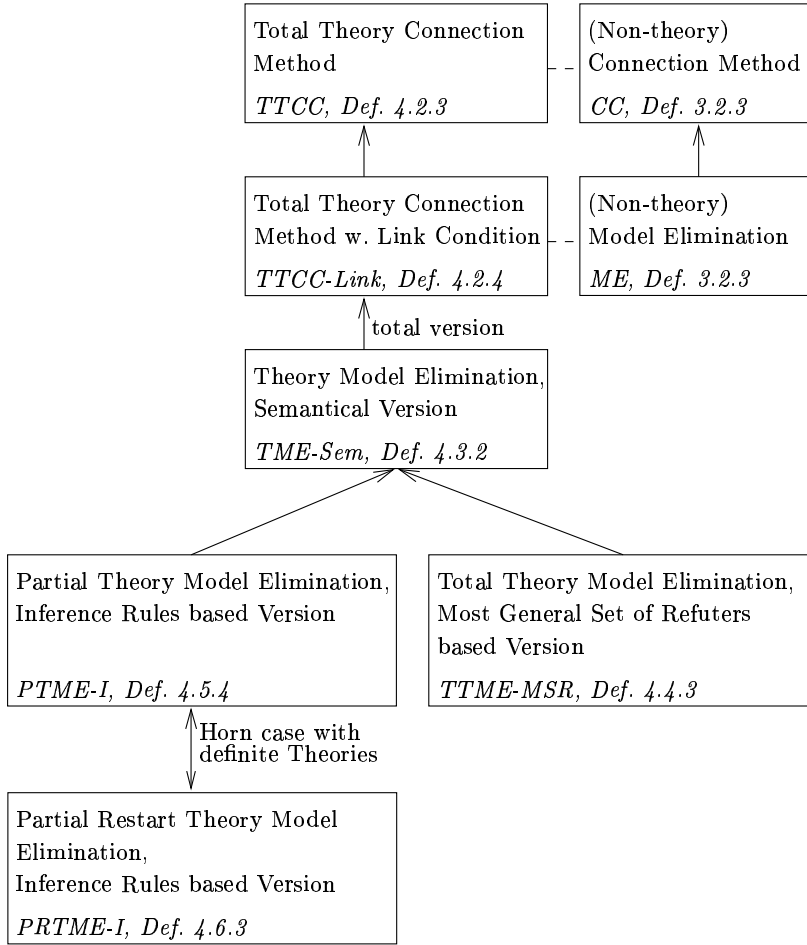 Total Theory Connection
Method
TTCC, Def. 4.2.3
(Non-theory)
Connection Method
CC, Def. 3.2.3
Total Theory Connection
Method w. Link Condition
TTCC-Link, Def. 4.2.4
(Non-theory)
Model Elimination
ME, Def. 3.2.3
total version
Theory Model Elimination,
Semantical Version
TME-Sem, Def. 4.3.2
Partial Theory Model Elimination,
Inference Rules based Version
PTME-I, Def. 4.5.4
Total Theory Model Elimination,
Most General Set of Refuters
based Version
TTME-MSR, Def. 4.4.3
Horn case with
definite Theories
Partial Restart Theory Model
Elimination,
Inference Rules based Version
PRTME-I, Def. 4.6.3